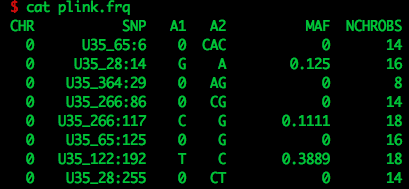 $ cat plink.frq
CHR SNP A1 A2 MAF NCHROBS
0 U35_65:6 0 CAC 0 14
0 U35_28:14 G A 0.125 16
0 U35_364:29 0 AG 0 8
0 U35_266:86 0 CG 0 14
0 U35_266:117 C G 0.1111 18
0 U35_65:125 0 G 0 16
0 U35_122:192 T C 0.3889 18
0 U35_28:255 0 CT 0 14